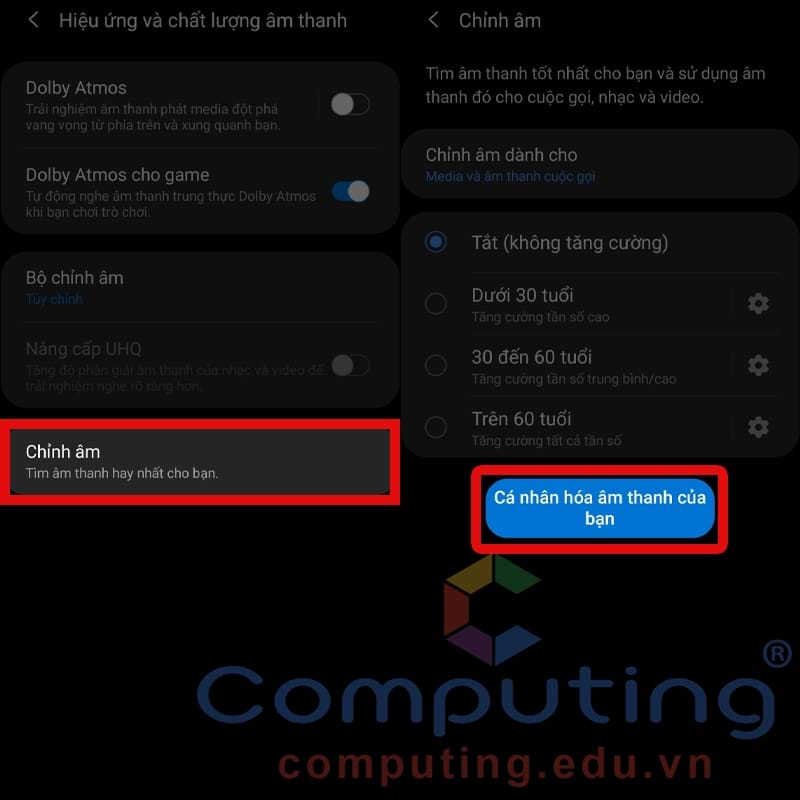 Hiệu ứng và chất lượng âm thanh
Dolby Atmos
Trải nghiệm âm thanh phát media đột phá
vang vọng từ phía trên và xung quanh bạn.
Dolby Atmos cho game
Tự động nghe âm thanh trung thực Dolby Atmos
khi bạn chơi trò chơi.
Bộ chỉnh âm
Tùy chỉnh
Nâng cấp UHQ
Tăng độ phân giải âm thanh của nhạc và video để
trải nghiệm nghe rõ ràng hơn.
Chỉnh âm
Tìm âm thanh hay nhất cho bạn.
Chỉnh âm
Tìm âm thanh tốt nhất cho bạn và sử dụng âm
thanh đó cho cuộc gọi, nhạc và video.
Chỉnh âm dành cho
Media và âm thanh cuộc gọi
Tắt (không tăng cường)
Dưới 30 tuổi
Tăng cường tần số cao
30 đến 60 tuổi
Tăng cường tần số trung bình/cao
Trên 60 tuổi
Tăng cường tất cả tần số
Cá nhân hóa âm thanh của
bạn
Computing®
computing.edu.vn